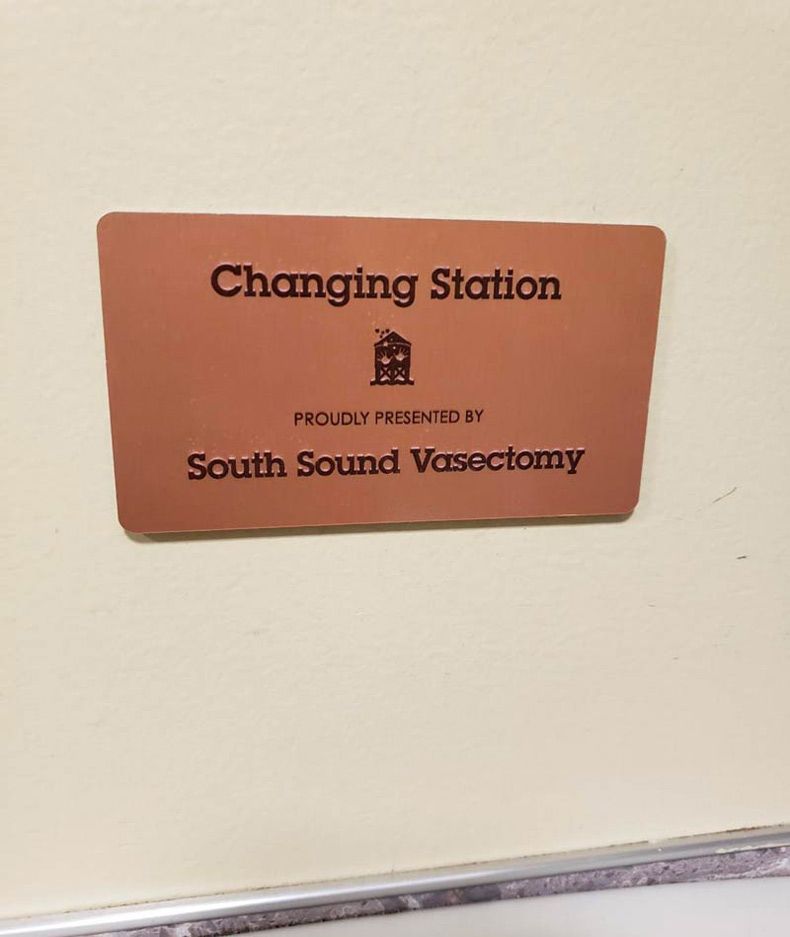 Changing Station
PROUDLY PRESENTED BY
South Sound Vasectomy